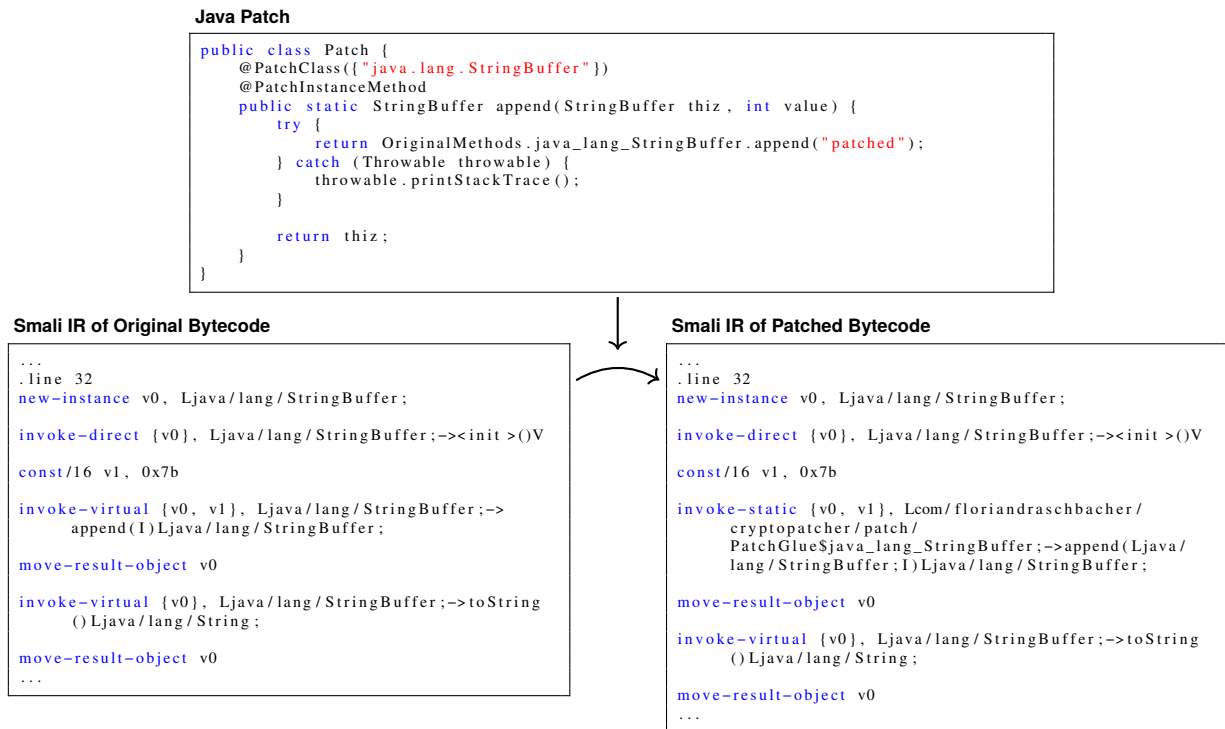 Java Patch
public class Patch {
@PatchClass({"java.lang.StringBuffer"})
@PatchInstanceMethod
public static StringBuffer append(StringBuffer thiz, int value) {
try {
return OriginalMethods.java_lang_StringBuffer.append("patched");
} catch (Throwable throwable) {
throwable.printStackTrace();
}
return thiz;
}
}
Smali IR of Original Bytecode
...
.line 32
new-instance v0, Ljava/lang/StringBuffer;
invoke-direct {v0}, Ljava/lang/StringBuffer;-><init>()V
const/16 v1, 0x7b
invoke-virtual {v0, v1}, Ljava/lang/StringBuffer;->
append(I)Ljava/lang/StringBuffer;
move-result-object v0
invoke-virtual {v0}, Ljava/lang/StringBuffer;->toString
()Ljava/lang/String;
move-result-object v0
...
Smali IR of Patched Bytecode
...
.line 32
new-instance v0, Ljava/lang/StringBuffer;
invoke-direct {v0}, Ljava/lang/StringBuffer;-><init>()V
const/16 v1, 0x7b
invoke-static {v0, v1}, Lcom/floriandraschbacher/
cryptopatcher/patch/
PatchGlue$java_lang_StringBuffer;->append(Ljava/
lang/StringBuffer;I)Ljava/lang/StringBuffer;
move-result-object v0
invoke-virtual {v0}, Ljava/lang/StringBuffer;->toString
()Ljava/lang/String;
move-result-object v0
...